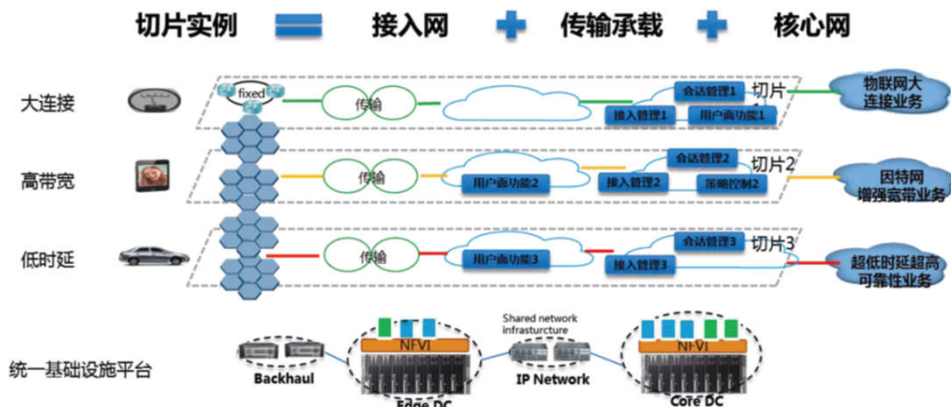 切片实例 = 接入网 + 传输承载 + 核心网
大连接
fixed
传输
会话管理1
切片
接入管理1
用户面功能1
物联网大
连接业务
高带宽
传输
用户面功能2
会话管理2
切片2
接入管理2
策略控制2
因特网
增强宽带业务
低时延
传输
用户面功能3
会话管理3
切片3
接入管理3
超低时延超高
可靠性业务
统一基础设施平台
Backhaul
NFVI
Edge DC
Shared network
infrasturcture
IP Network
NFVI
Core DC